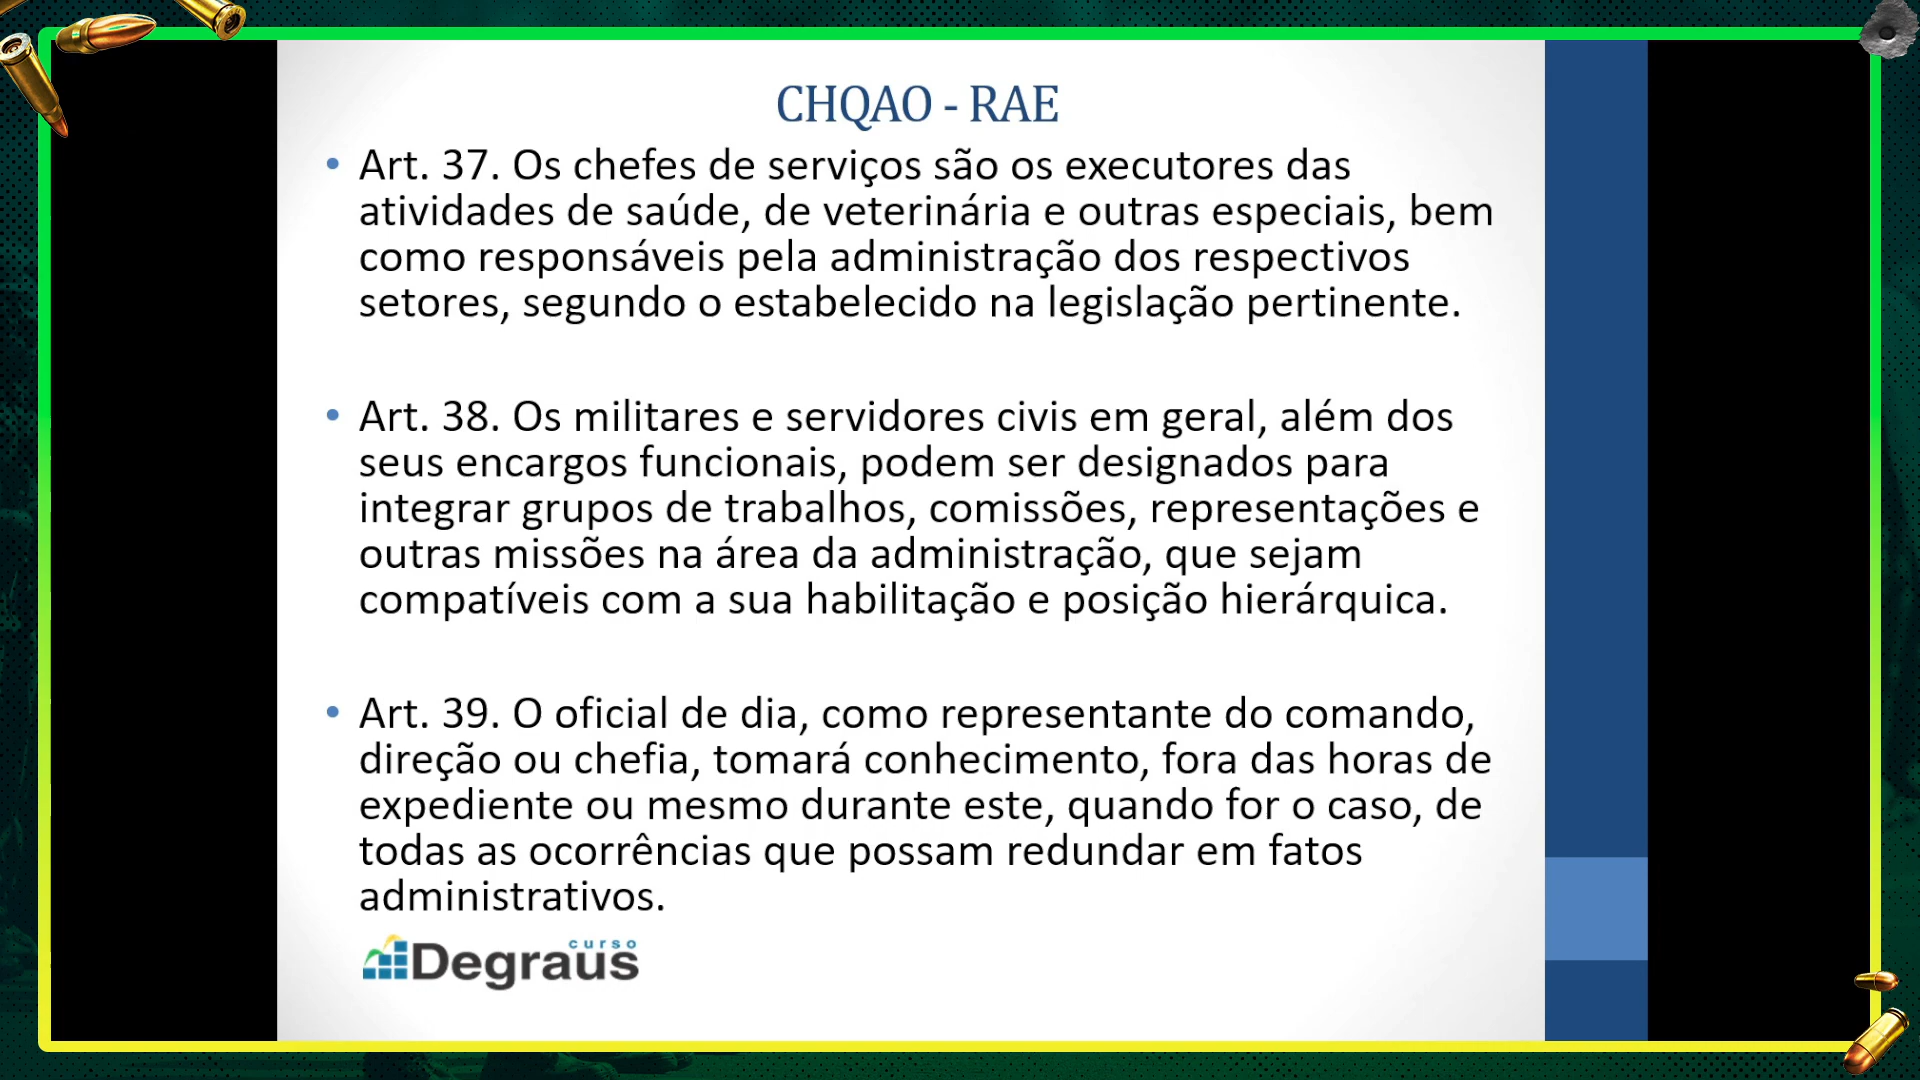 CHQAO - RAE
• Art. 37. Os chefes de serviços são os executores das
atividades de saúde, de veterinária e outras especiais, bem
como responsáveis pela administração dos respectivos
setores, segundo o estabelecido na legislação pertinente.
• Art. 38. Os militares e servidores civis em geral, além dos
seus encargos funcionais, podem ser designados para
integrar grupos de trabalhos, comissões, representações e
outras missões na área da administração, que sejam
compatíveis com a sua habilitação e posição hierárquica.
• Art. 39. O oficial de dia, como representante do comando,
direção ou chefia, tomará conhecimento, fora das horas de
expediente ou mesmo durante este, quando for o caso, de
todas as ocorrências que possam redundar em fatos
administrativos.
curso
Degraus